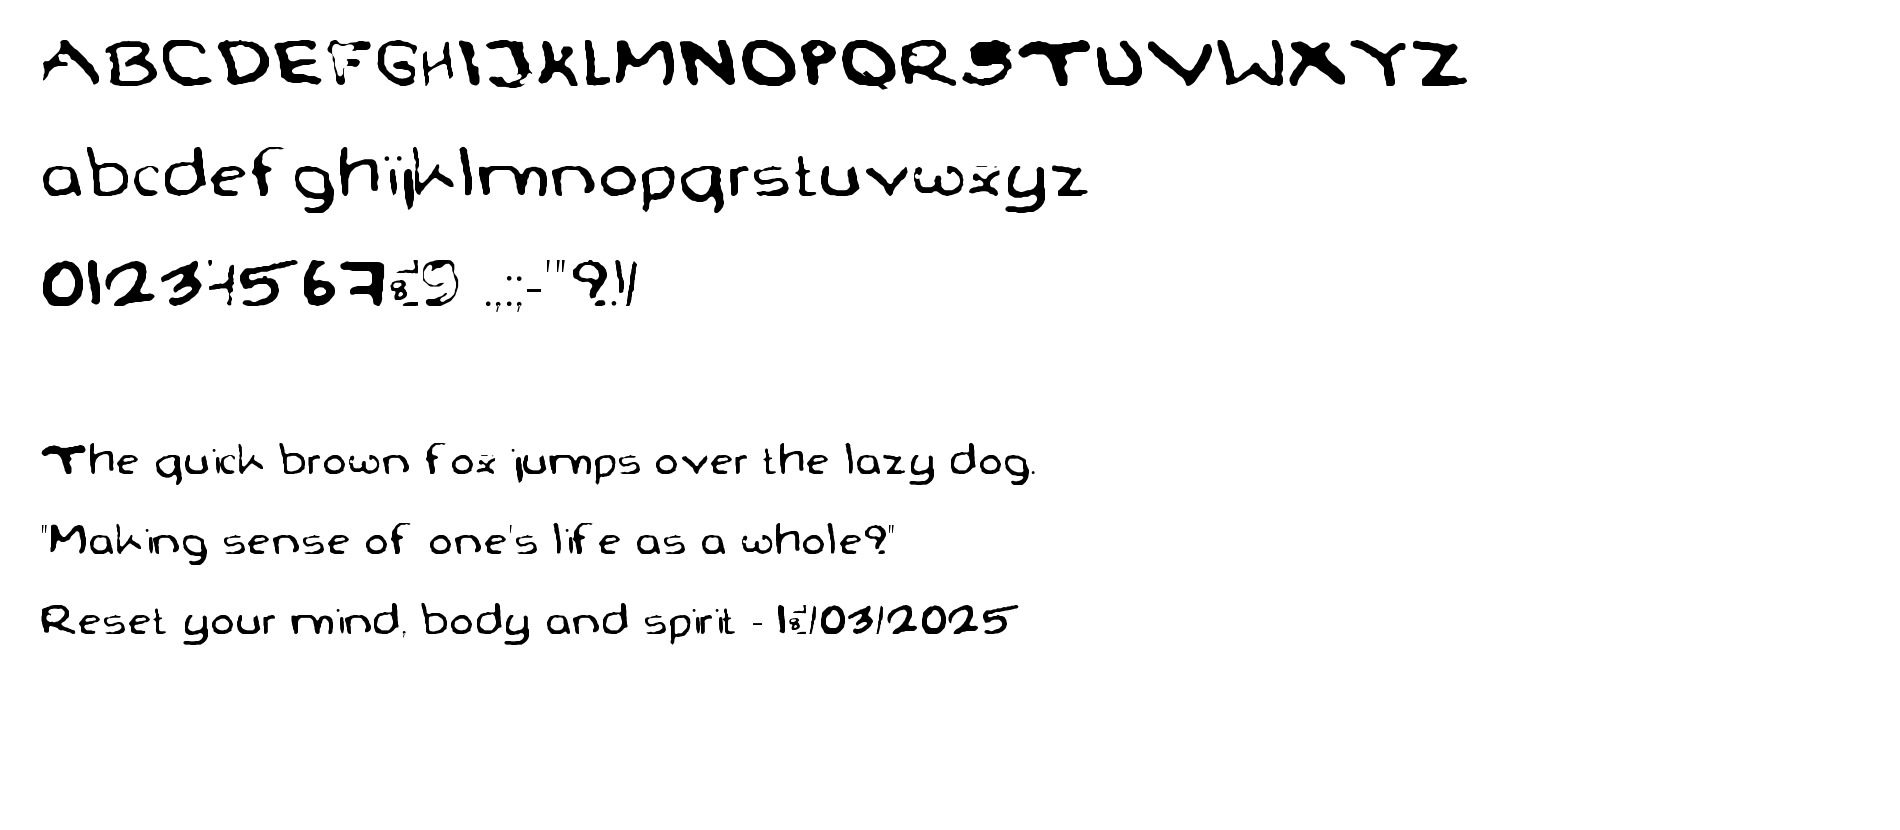 ABCDEFGHIJKLMNOPQRSTUVWXYZ
abcdefghijklmnopqrstuvwxyz
0123456789 .,:;-'"?!/
The quick brown fox jumps over the lazy dog.
"Making sense of one's life as a whole?"
Reset your mind, body and spirit - 18/03/2025